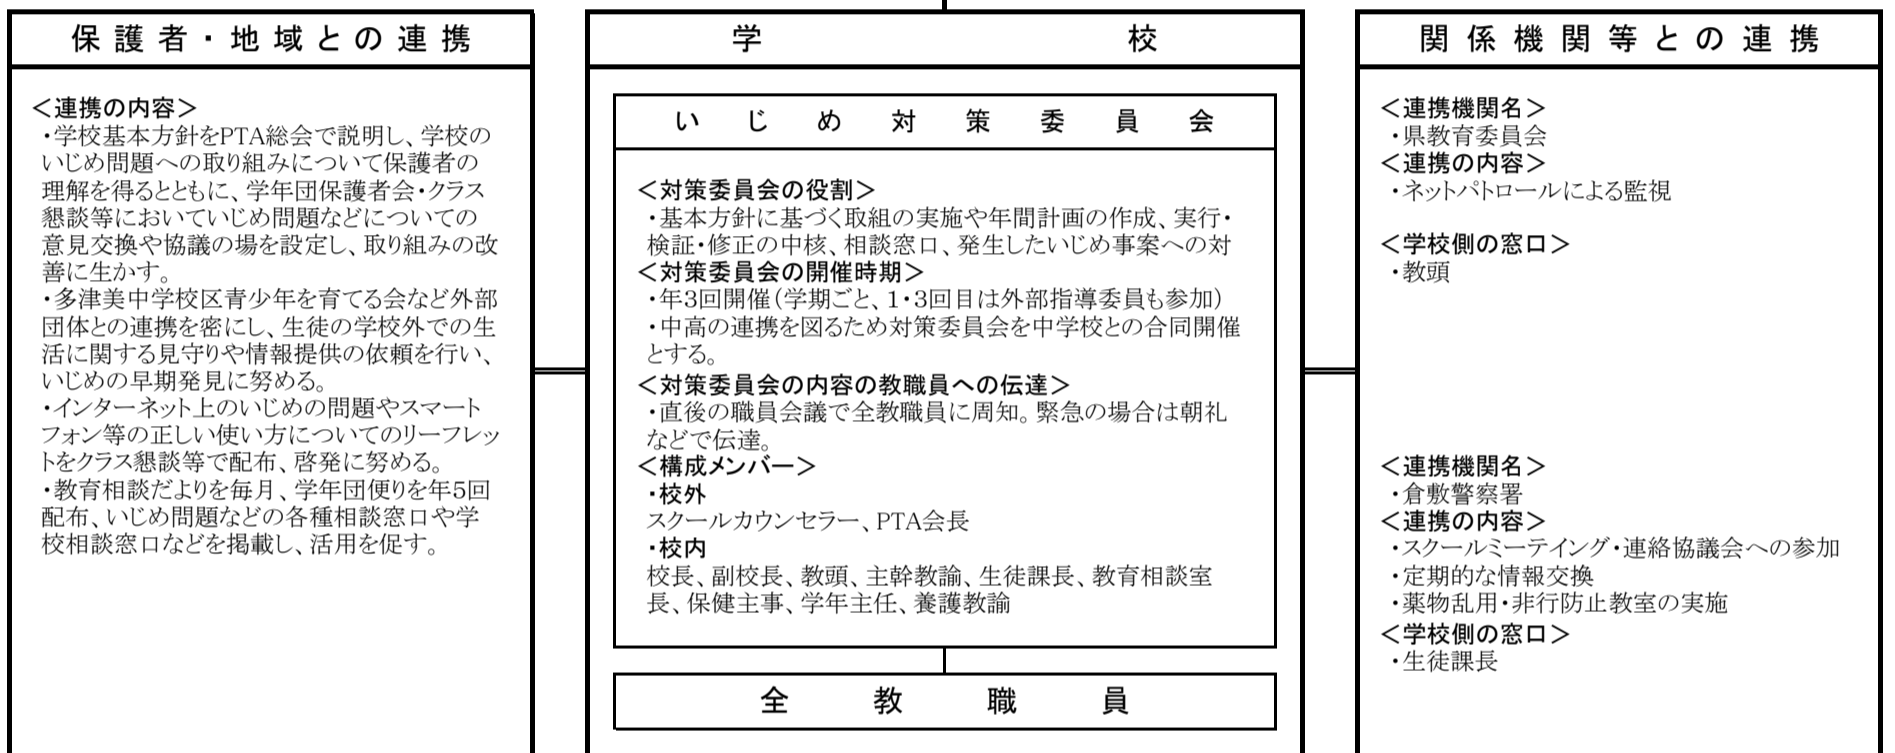 保護者・地域との連携
<連携の内容>
・学校基本方針をPTA総会で説明し、学校の
いじめ問題への取り組みについて保護者の
理解を得るとともに、学年団保護者会・クラス
懇談等においていじめ問題などについての
意見交換や協議の場を設定し、取り組みの改
善に生かす。
・多津美中学校区青少年を育てる会など外部
団体との連携を密にし、生徒の学校外での生
活に関する見守りや情報提供の依頼を行い、
いじめの早期発見に努める。
・インターネット上のいじめの問題やスマート
フォン等の正しい使い方についてのリーフレッ
トをクラス懇談等で配布、啓発に努める。
・教育相談だよりを毎月、学年団便りを年5回
配布、いじめ問題などの各種相談窓口や学
校相談窓口などを掲載し、活用を促す。
学校
いじめ対策委員会
<対策委員会の役割>
・基本方針に基づく取組の実施や年間計画の作成、実行・
検証・修正の中核、相談窓口、発生したいじめ事案への対
<対策委員会の開催時期>
・年3回開催(学期ごと、1・3回目は外部指導委員も参加)
・中高の連携を図るため対策委員会を中学校との合同開催
とする。
<対策委員会の内容の教職員への伝達>
・直後の職員会議で全教職員に周知。緊急の場合は朝礼
などで伝達。
<構成メンバー>
・校外
スクールカウンセラー、PTA会長
・校内
校長、副校長、教頭、主幹教諭、生徒課長、教育相談室
長、保健主事、学年主任、養護教諭
全教職員
関係機関等との連携
<連携機関名>
・県教育委員会
<連携の内容>
・ネットパトロールによる監視
<学校側の窓口>
・教頭
<連携機関名>
・倉敷警察署
<連携の内容>
・スクールミーテイング・連絡協議会への参加
・定期的な情報交換
・薬物乱用・非行防止教室の実施
<学校側の窓口>
・生徒課長